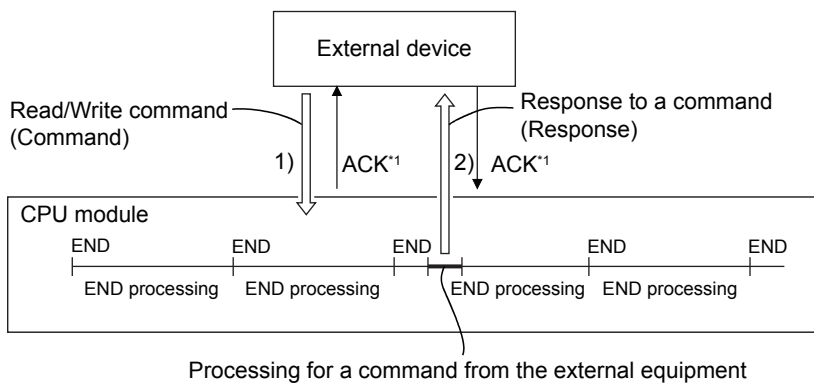 External device
Read/Write command
(Command)
Response to a command
(Response)
1)
ACK*1
2)
ACK*1
CPU module
END
END
END
END
END
END processing
END processing
END processing
END processing
Processing for a command from the external equipment